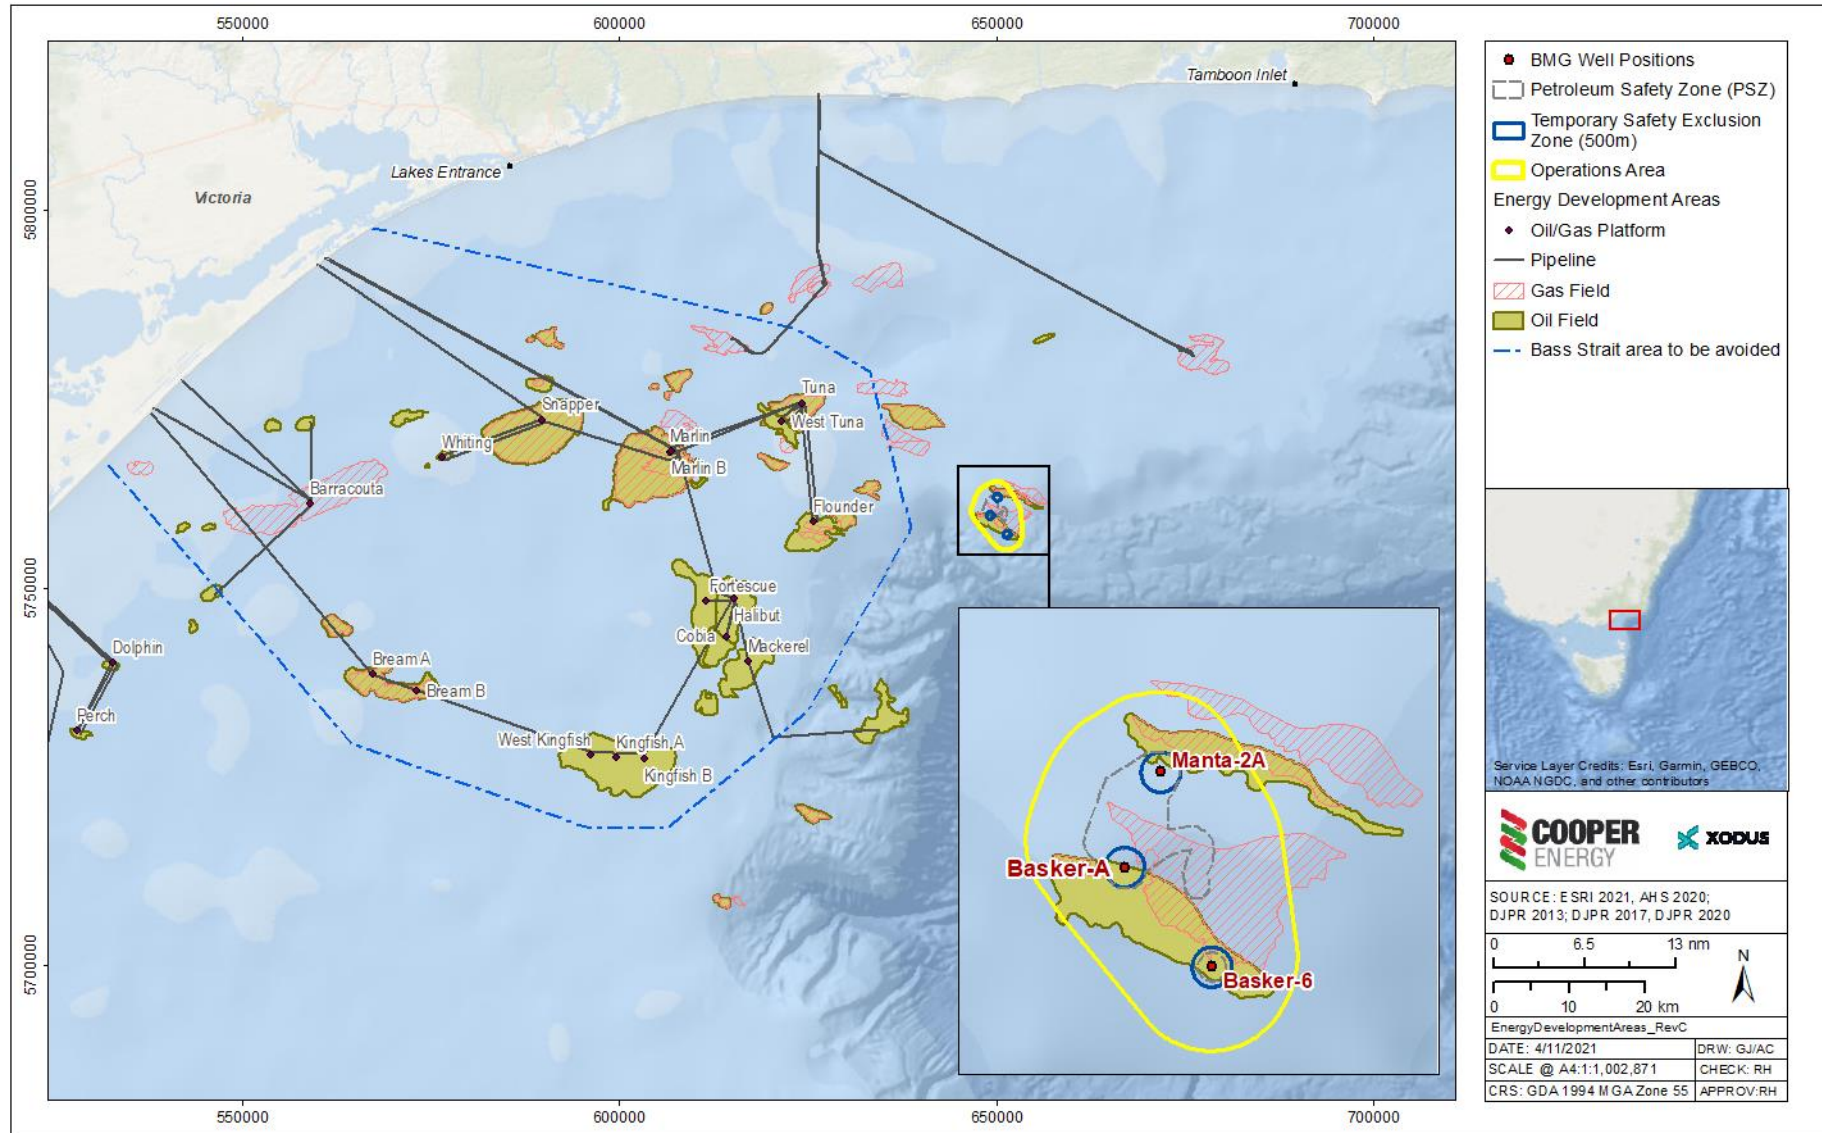 550000
600000
650000
700000
Tamboon Inlet
Lakes Entrance
Victoria
5800000
5750000
5700000
Tuna
Snapper
West Tuna
Whiting
Marlin
Marlin B
Barracouta
Flounder
Fortescue
Halibut
Cobia
Mackerel
Dolphin
Bream A
Bream B
Perch
West Kingfish
Kingfish A
Kingfish B
Manta-2A
Basker-A
Basker-6
550000
600000
650000
700000
BMG Well Positions
Petroleum Safety Zone (PSZ)
Temporary Safety Exclusion
Zone (500m)
Operations Area
Energy Development Areas
Oil/Gas Platform
Pipeline
Gas Field
Oil Field
Bass Strait area to be avoided
Service Layer Credits: Esri, Garmin, GEBCO,
NOAA NGDC, and other contributors
COOPER
ENERGY
XODUS
SOURCE: ESRI 2021, AHS 2020;
DJPR 2013; DJPR 2017, DJPR 2020
0 6.5 13 nm
N
0 10 20 km
EnergyDevelopmentAreas_RevC
DATE: 4/11/2021 DRW: GJ/AC
SCALE @ A4:1:1,002,871 CHECK: RH
CRS: GDA 1994 MGA Zone 55 APPROV:RH